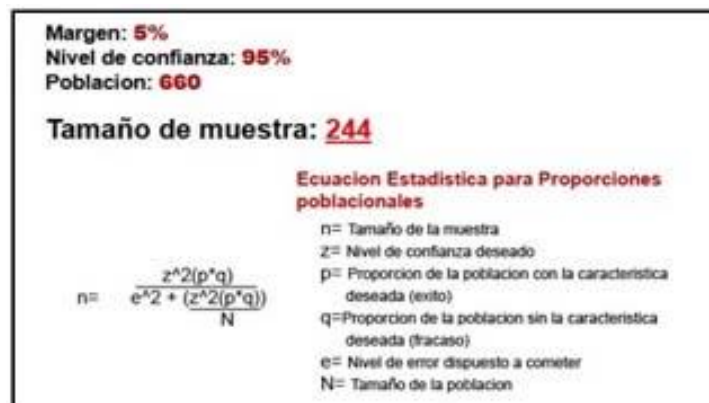 Margen: 5%
Nivel de confianza: 95%
Poblacion: 660
Tamaño de muestra: 244
Ecuacion Estadistica para Proporciones
poblacionales
n= Tamaño de la muestra
z= Nivel de confianza deseado
p= Proporcion de la poblacion con la caracteristica
deseada (exito)
q=Proporcion de la poblacion sin la caracteristica
deseada (fracaso)
e= Nivel de error dispuesto a cometer
N= Tamaño de la poblacion
z^2(p*q)
n= e^2 + (z^2(p*q))
N